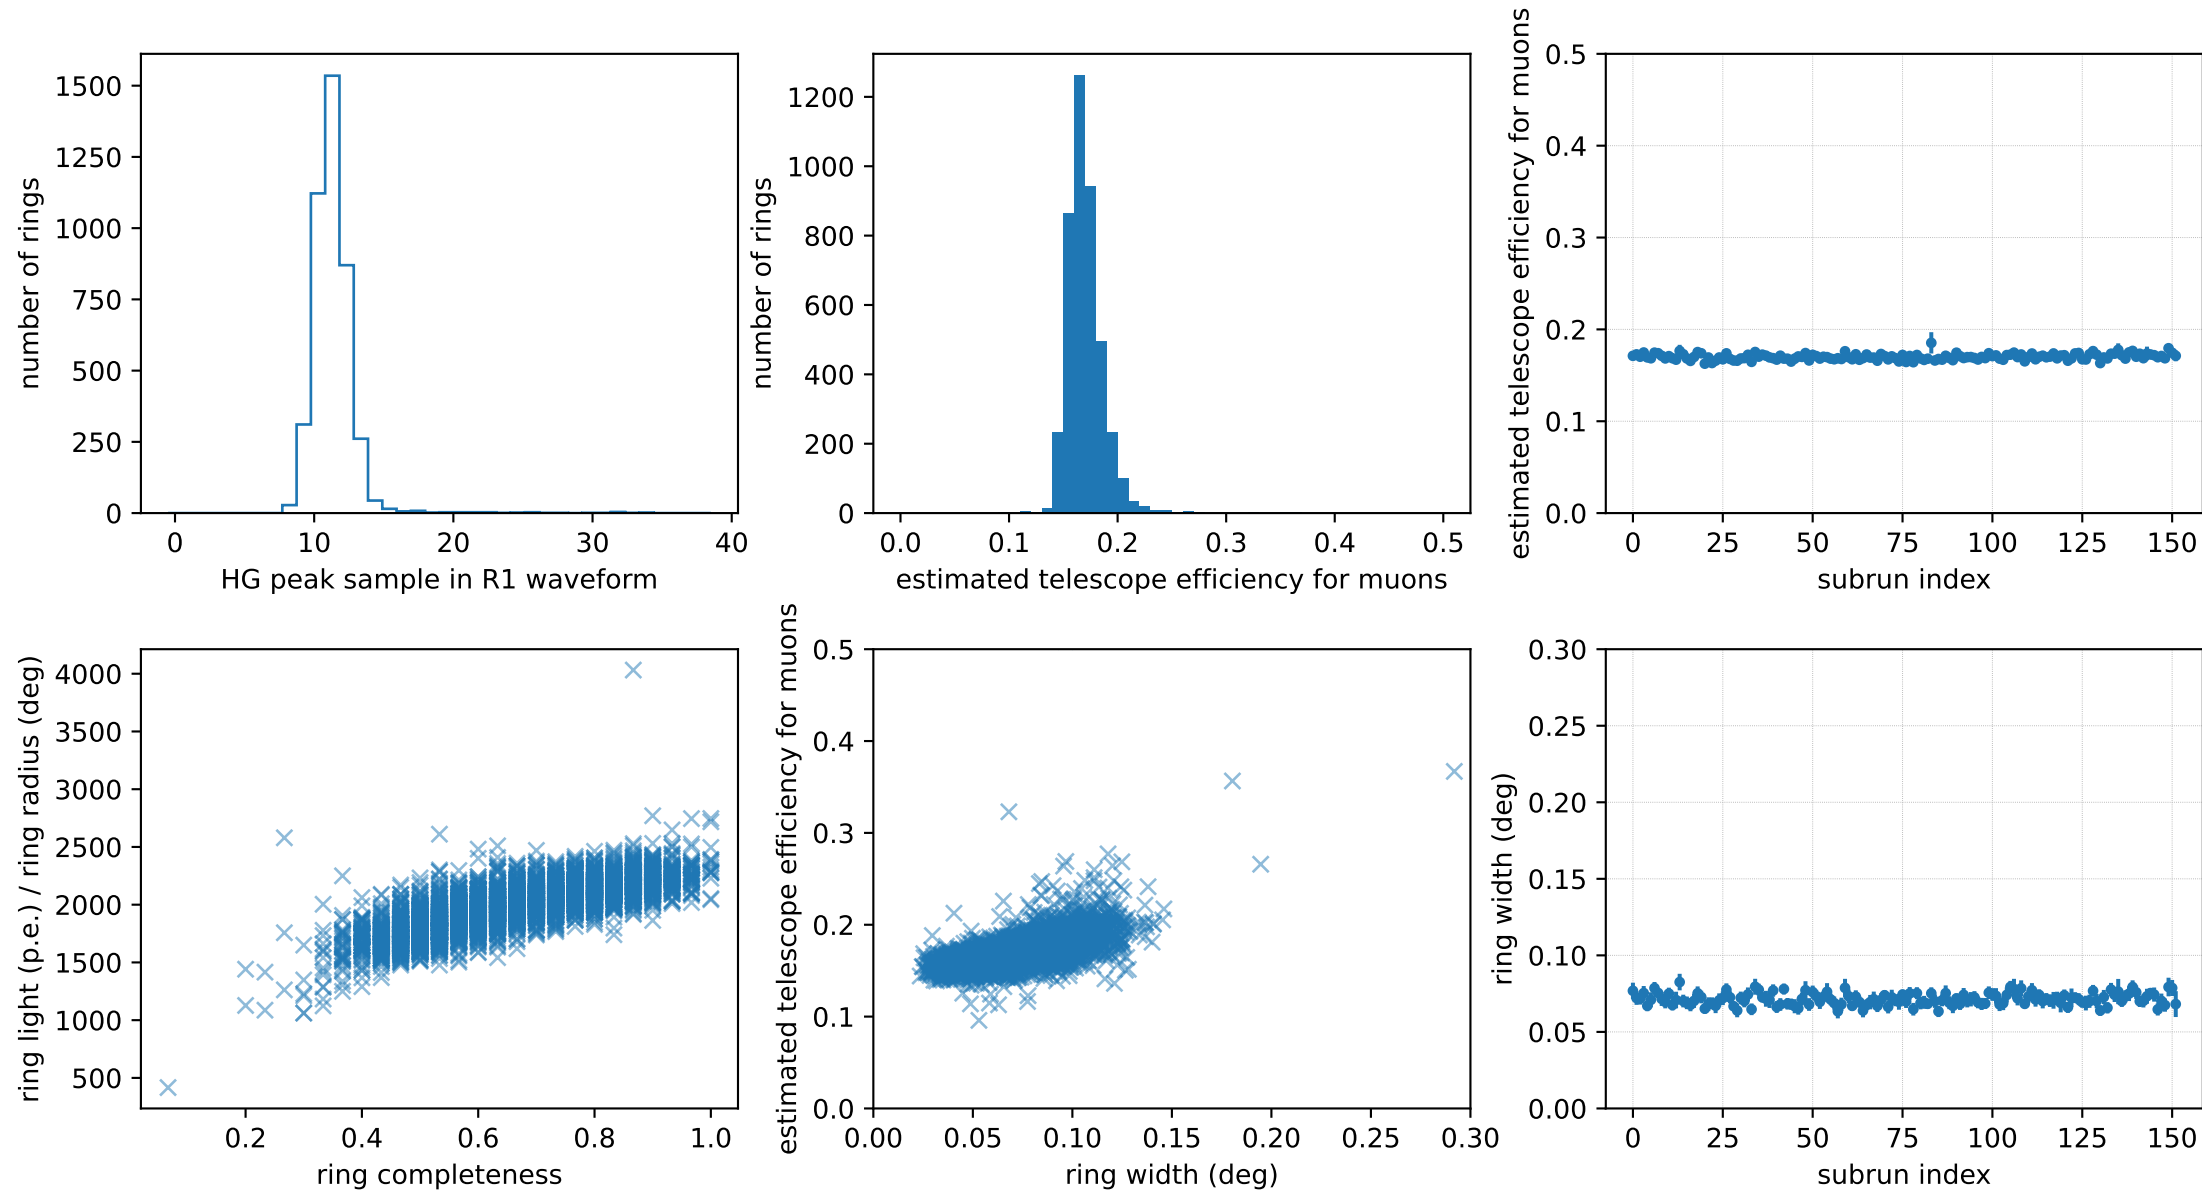 number of rings
1500
1250
1000
750
500
250
0
0 10 20 30 40
HG peak sample in R1 waveform
number of rings
1200
1000
800
600
400
200
0
0.0 0.1 0.2 0.3 0.4 0.5
estimated telescope efficiency for muons
estimated telescope efficiency for muons
0.5
0.4
0.3
0.2
0.1
0.0
0 25 50 75 100 125 150
subrun index
ring light (p.e.) / ring radius (deg)
4000
3500
3000
2500
2000
1500
1000
500
0.2 0.4 0.6 0.8 1.0
ring completeness
estimated telescope efficiency for muons
0.5
0.4
0.3
0.2
0.1
0.0
0.00 0.05 0.10 0.15 0.20 0.25 0.30
ring width (deg)
ring width (deg)
0.30
0.25
0.20
0.15
0.10
0.05
0.00
0 25 50 75 100 125 150
subrun index